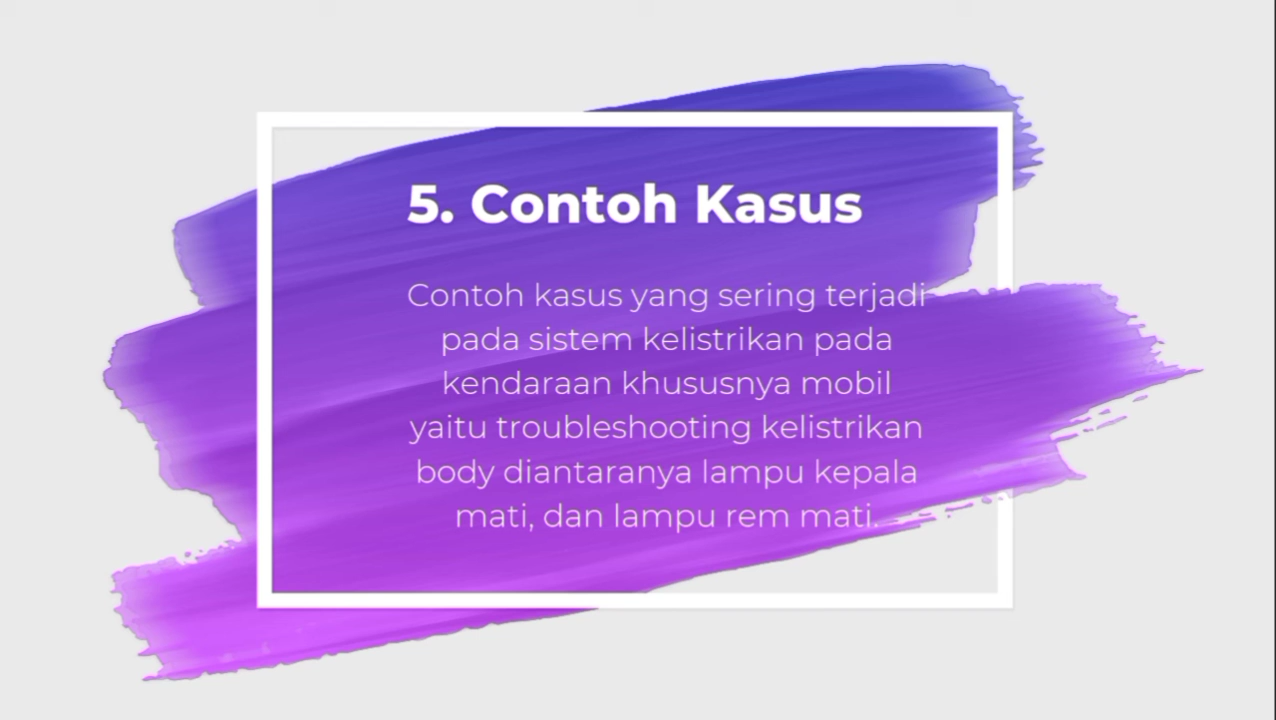 5. Contoh Kasus
Contoh kasus yang sering terjadi
pada sistem kelistrikan pada
kendaraan khususnya mobil
yaitu troubleshooting kelistrikan
body diantaranya lampu kepala
mati, dan lampu rem mati.